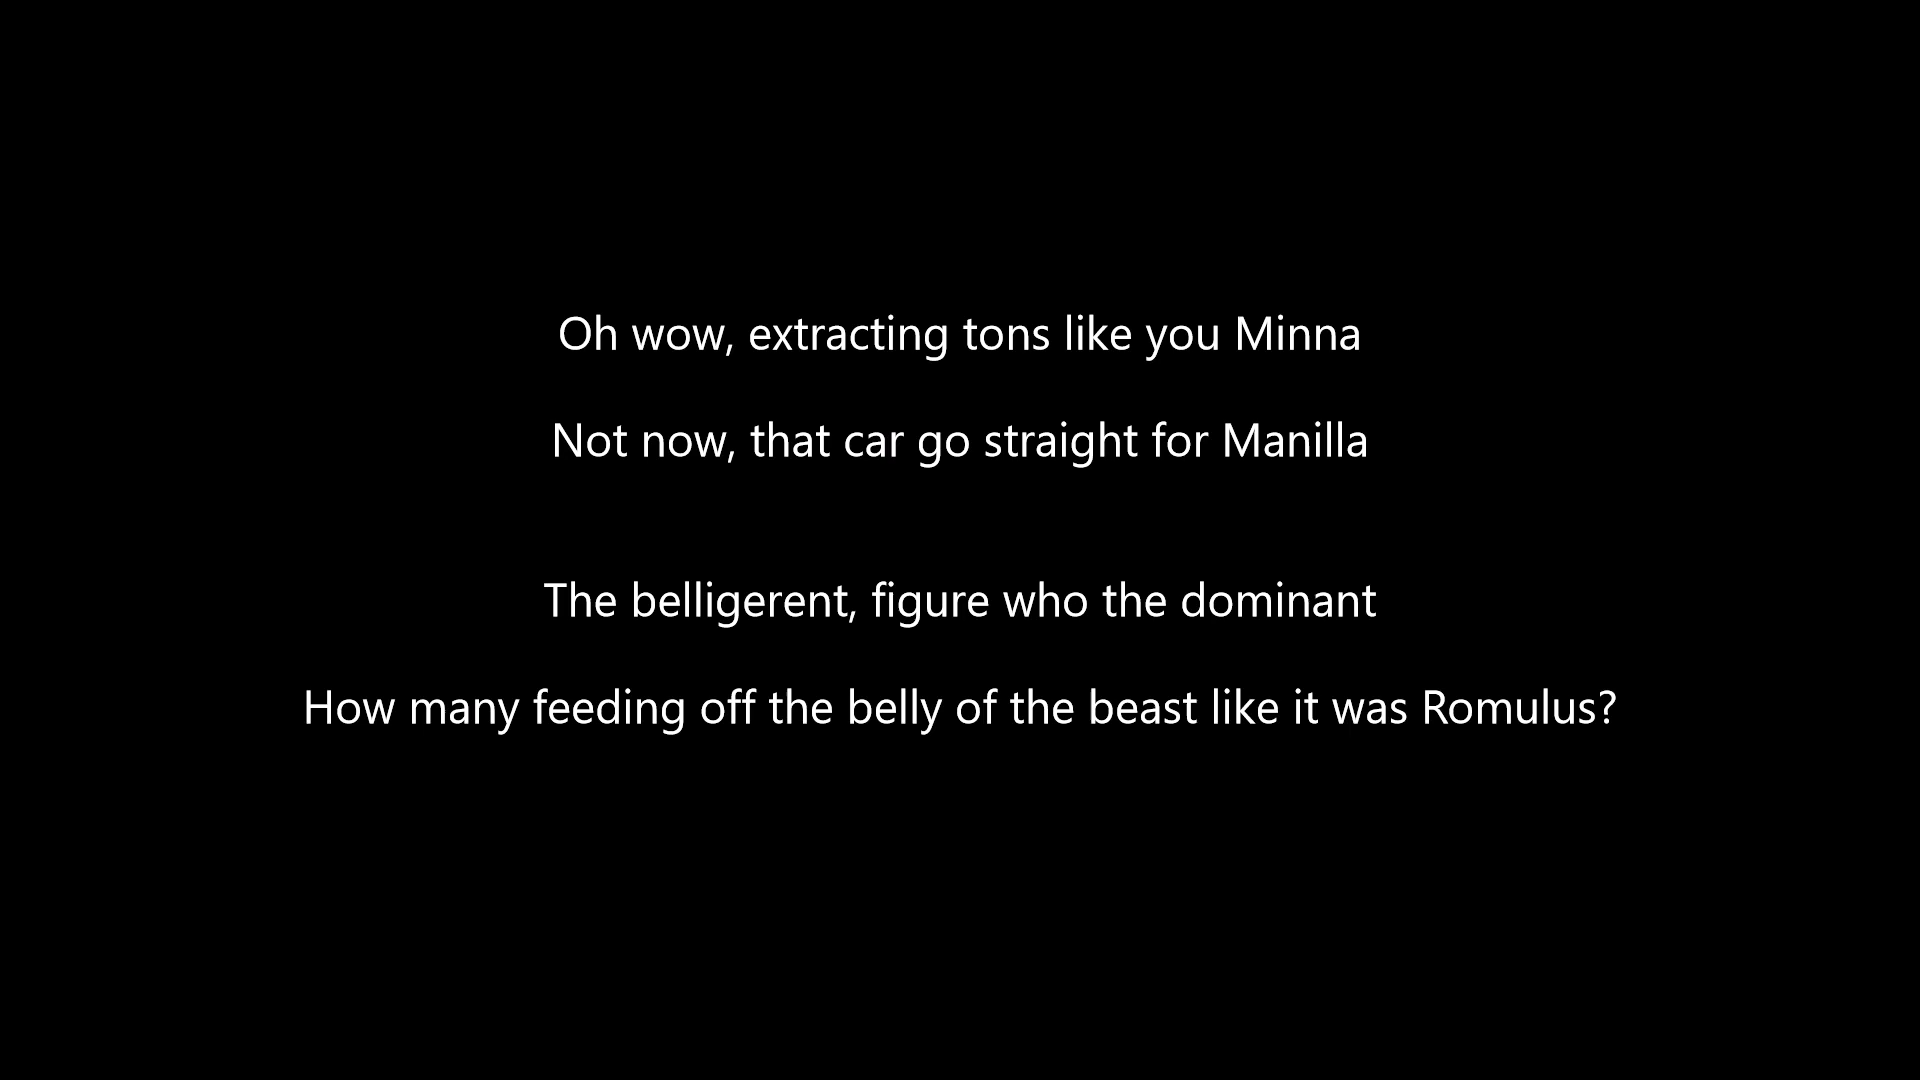 Oh wow, extracting tons like you Minna
Not now, that car go straight for Manilla
The belligerent, figure who the dominant
How many feeding off the belly of the beast like it was Romulus?